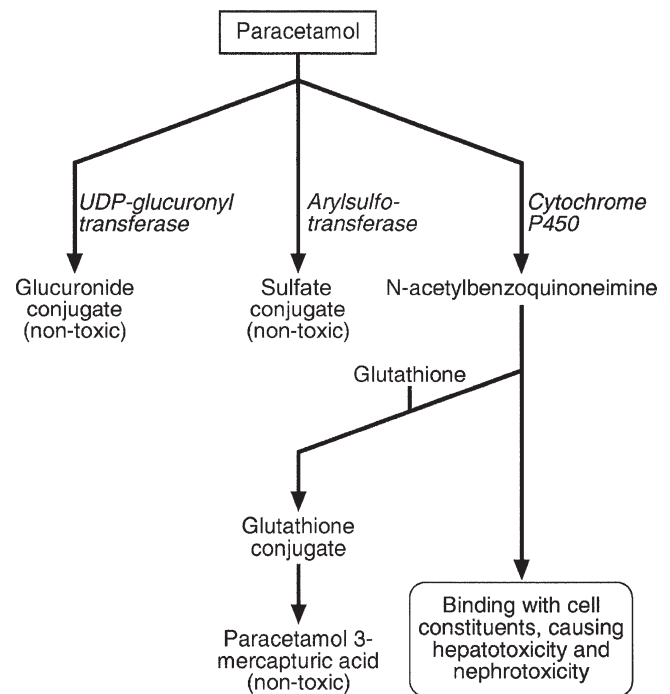 Paracetamol
UDP-glucuronyl
transferase
Arylsulfo-
transferase
Cytochrome
P450
Glucuronide
conjugate
(non-toxic)
Sulfate
conjugate
(non-toxic)
N-acetylbenzoquinoneimine
Glutathione
Glutathione
conjugate
Paracetamol 3-
mercapturic acid
(non-toxic)
Binding with cell
constituents, causing
hepatotoxicity and
nephrotoxicity